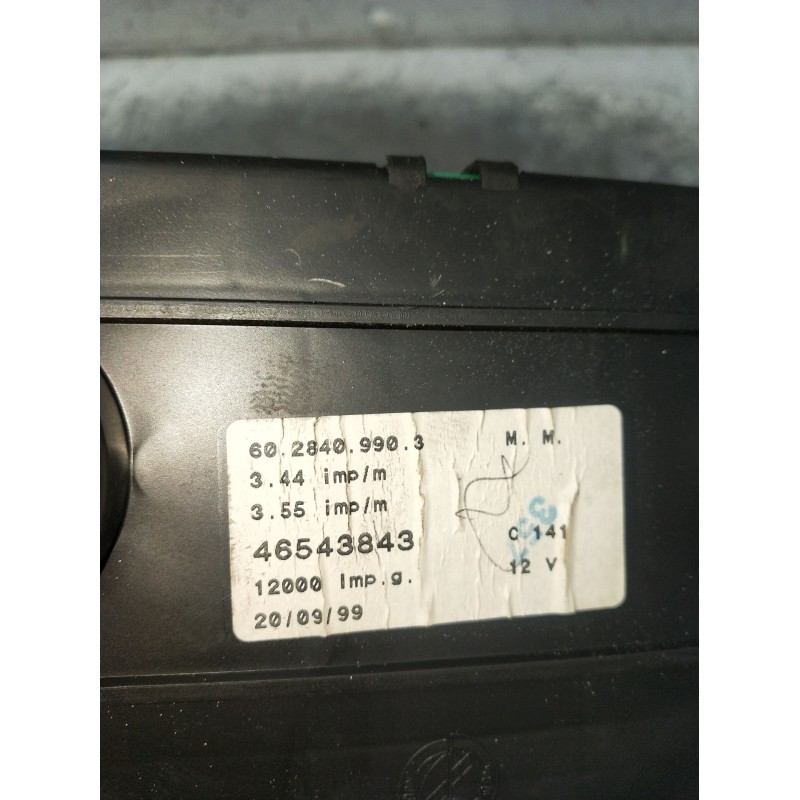 60.2840.990.3 M. M.
3.44 imp/m
3.55 imp/m
46543843 C 141
12000 Imp.g. 12 V
20/09/99